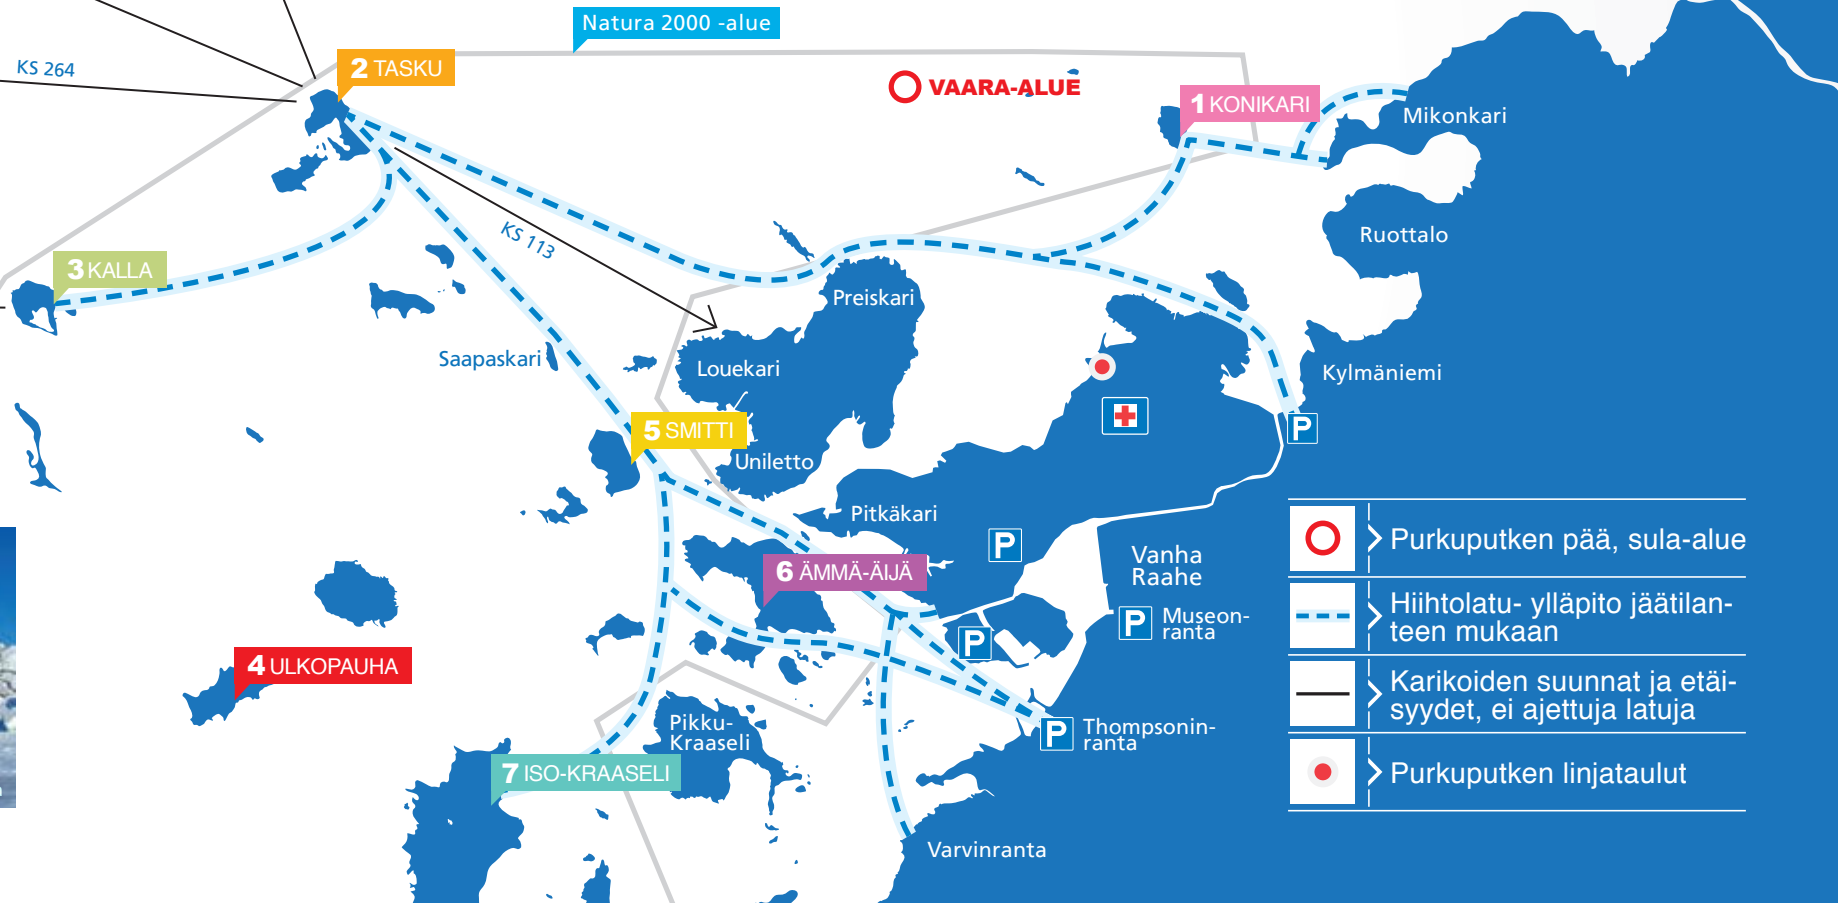 Natura 2000 -alue
KS 264
2 TASKU
VAARA-ALUE
1 KONIKARI
Mikonkari
Ruottalo
KS 113
3 KALLA
Preiskari
Saapaskari
Louekari
Kylmäniemi
P
5 SMITTI
Uniletto
Pitkäkari
P
Vanha
Raahe
6 ÄMMÄ-ÄIJÄ
P
Museon-
ranta
P
4 ULKOPAUHA
Pikku-
Kraaseli
P
Thompsonin-
ranta
7 ISO-KRAASELI
Varvinranta
Purkuputken pää, sula-alue
Hiihtolatu- ylläpito jäätilan-
teen mukaan
Karikoiden suunnat ja etäi-
syydet, ei ajettuja latuja
Purkuputken linjataulut